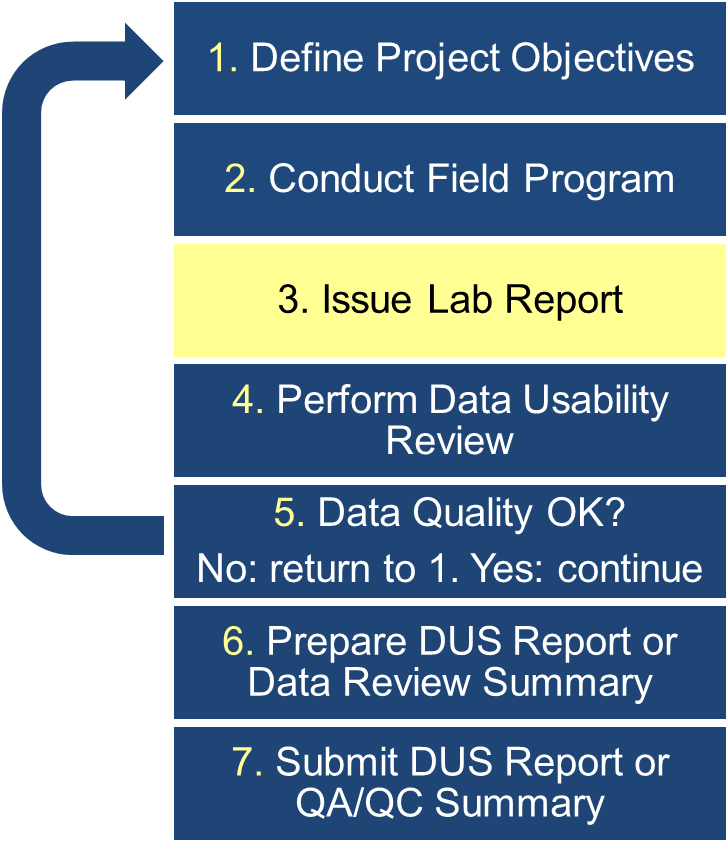 1. Define Project Objectives
2. Conduct Field Program
3. Issue Lab Report
4. Perform Data Usability
Review
5. Data Quality OK?
No: return to 1. Yes: continue
6. Prepare DUS Report or
Data Review Summary
7. Submit DUS Report or
QA/QC Summary